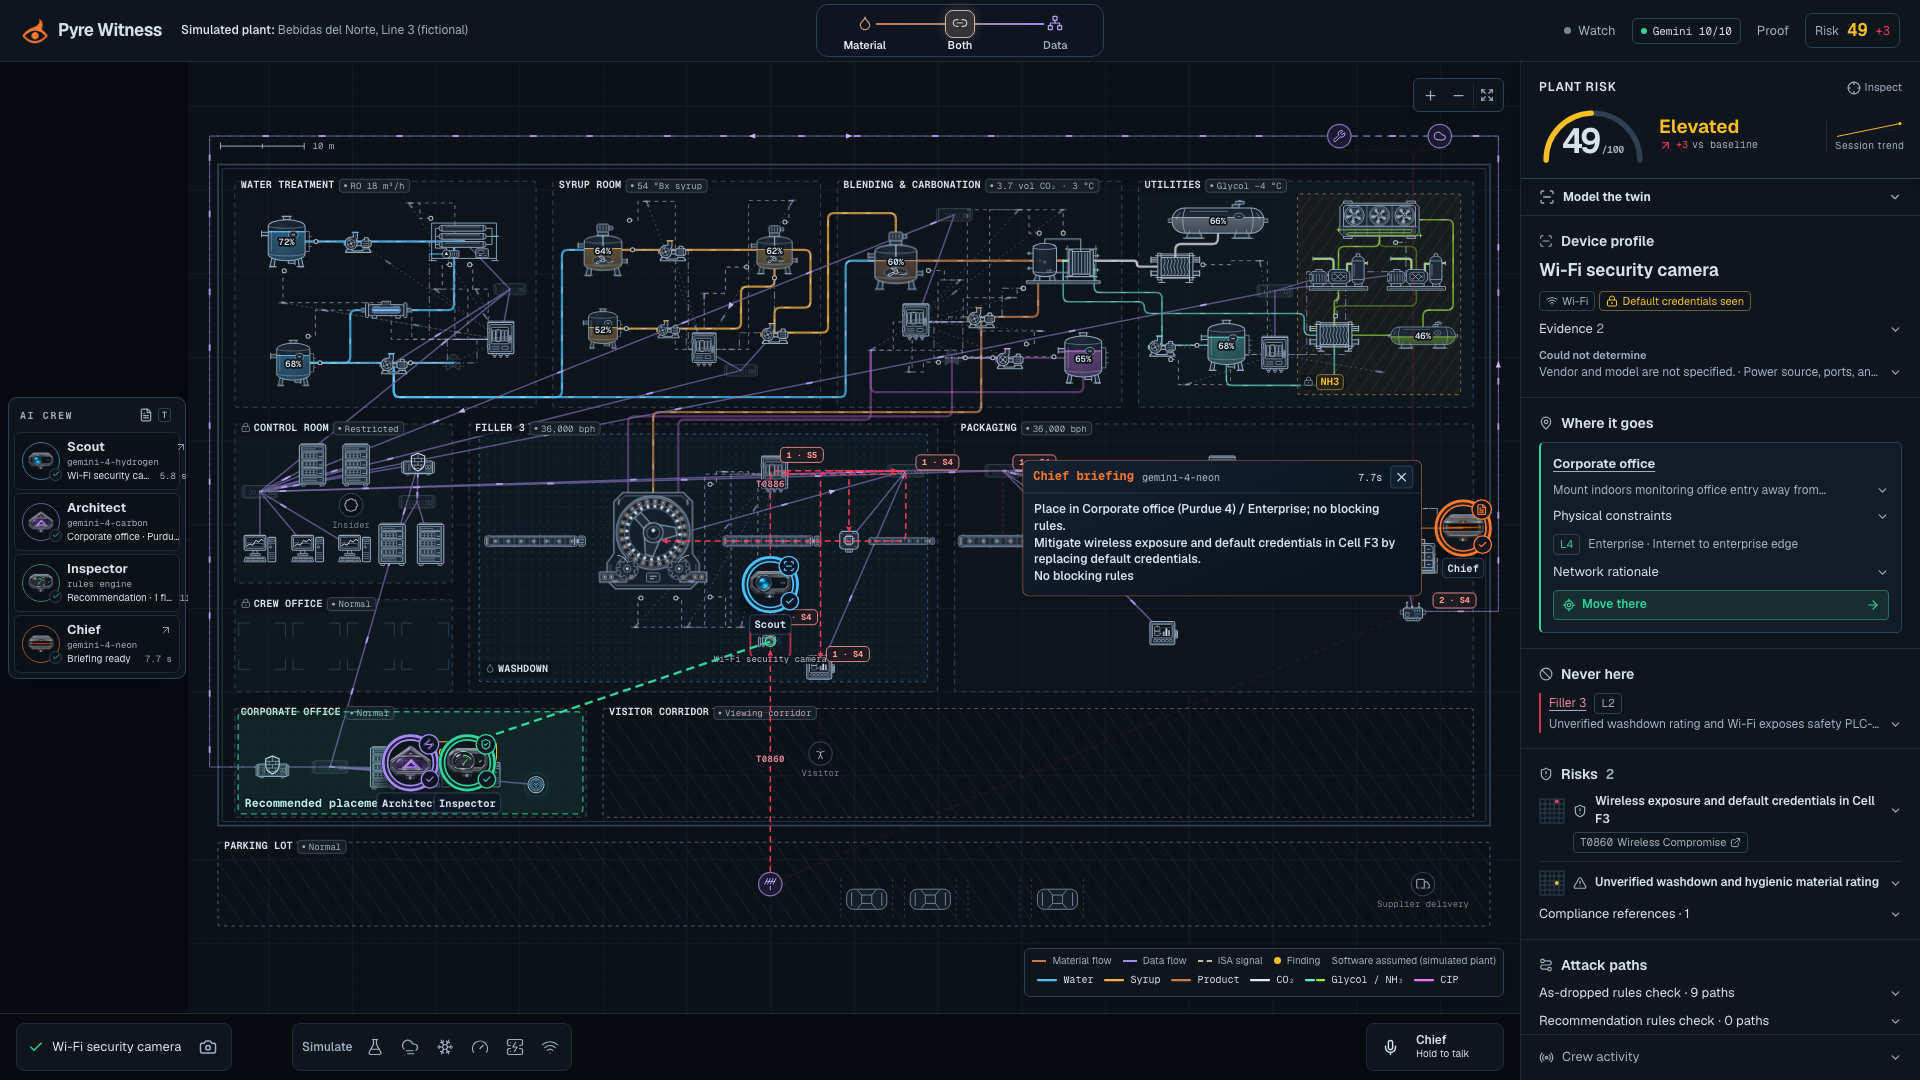 Pyre Witness
Simulated plant: Bebidas del Norte, Line 3 (fictional)
Material
Both
Data
Watch
Gemini 10/10
Proof
Risk 49 +3
10 m
WATER TREATMENT
RO 18 m³/h
72%
68%
SYRUP ROOM
54 °Bx syrup
64%
62%
52%
BLENDING & CARBONATION
3.7 vol CO₂ · 3 °C
60%
65%
UTILITIES
Glycol -4 °C
66%
68%
46%
NH3
AI CREW
T
Scout
gemini-4-hydrogen
Wi-Fi security ca… 5.8 s
Architect
gemini-4-carbon
Corporate office · Purdu…
Inspector
rules engine
Recommendation · 1 fi…
Chief
gemini-4-neon
Briefing ready 7.7 s
CONTROL ROOM
Restricted
Insider
FILLER 3
36,000 bph
1 · S5
1 · S4
T0886
PACKAGING
36,000 bph
Chief briefing gemini-4-neon 7.7s
Place in Corporate office (Purdue 4) / Enterprise; no blocking
rules.
Mitigate wireless exposure and default credentials in Cell F3 by
replacing default credentials.
No blocking rules
Chief
2 · S4
Scout
S4
Wi-Fi security camera
1 · S4
WASHDOWN
CREW OFFICE
Normal
CORPORATE OFFICE
Normal
Recommended placeme
Architec
Inspector
VISITOR CORRIDOR
Viewing corridor
T0860
Visitor
PARKING LOT
Normal
Supplier delivery
Material flow
Data flow
ISA signal
Finding
Software assumed (simulated plant)
Water
Syrup
Product
CO₂
Glycol / NH₃
CIP
Wi-Fi security camera
Simulate
Chief
Hold to talk
PLANT RISK
Inspect
49 /100
Elevated
+3 vs baseline
Session trend
Model the twin
Device profile
Wi-Fi security camera
Wi-Fi
Default credentials seen
Evidence 2
Could not determine
Vendor and model are not specified. · Power source, ports, an…
Where it goes
Corporate office
Mount indoors monitoring office entry away from…
Physical constraints
L4 Enterprise · Internet to enterprise edge
Network rationale
Move there
Never here
Filler 3 L2
Unverified washdown rating and Wi-Fi exposes safety PLC-…
Risks 2
Wireless exposure and default credentials in Cell
F3
T0860 Wireless Compromise
Unverified washdown and hygienic material rating
Compliance references · 1
Attack paths
As-dropped rules check · 9 paths
Recommendation rules check · 0 paths
Crew activity